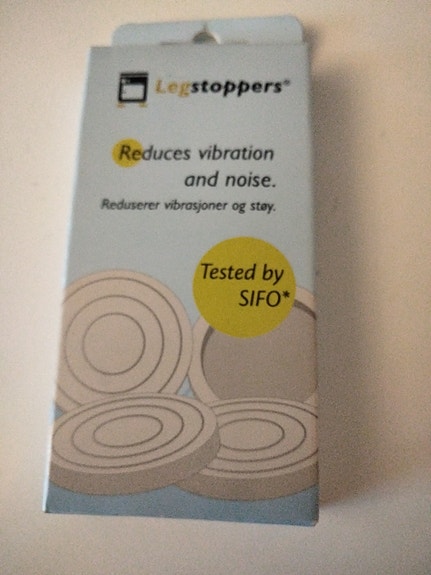 Legstoppers®
Reduces vibration
and noise.
Reduserer vibrasjoner og støy.
Tested by
SIFO*